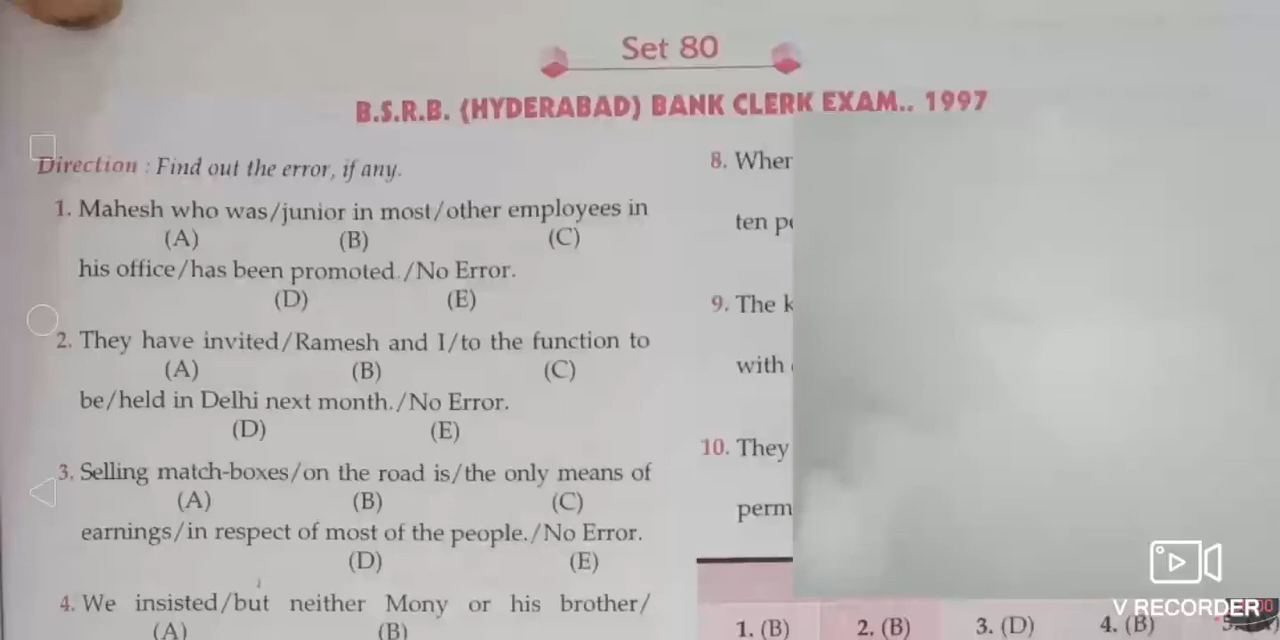 Set 80
B.S.R.B. (HYDERABAD) BANK CLERK EXAM.. 1997
Direction : Find out the error, if any.
1. Mahesh who was/junior in most/other employees in
(A) (B) (C)
his office/has been promoted./No Error.
(D) (E)
2. They have invited/Ramesh and I/to the function to
(A) (B) (C)
be/held in Delhi next month./No Error.
(D) (E)
3. Selling match-boxes/on the road is/the only means of
(A) (B) (C)
earnings/in respect of most of the people./No Error.
(D) (E)
4. We insisted/but neither Mony or his brother/
(A) (B)
8.
ten
9. The
with
10. They
1. (B) 2. (B) 3. (D) 4. (B)
V RECORDER